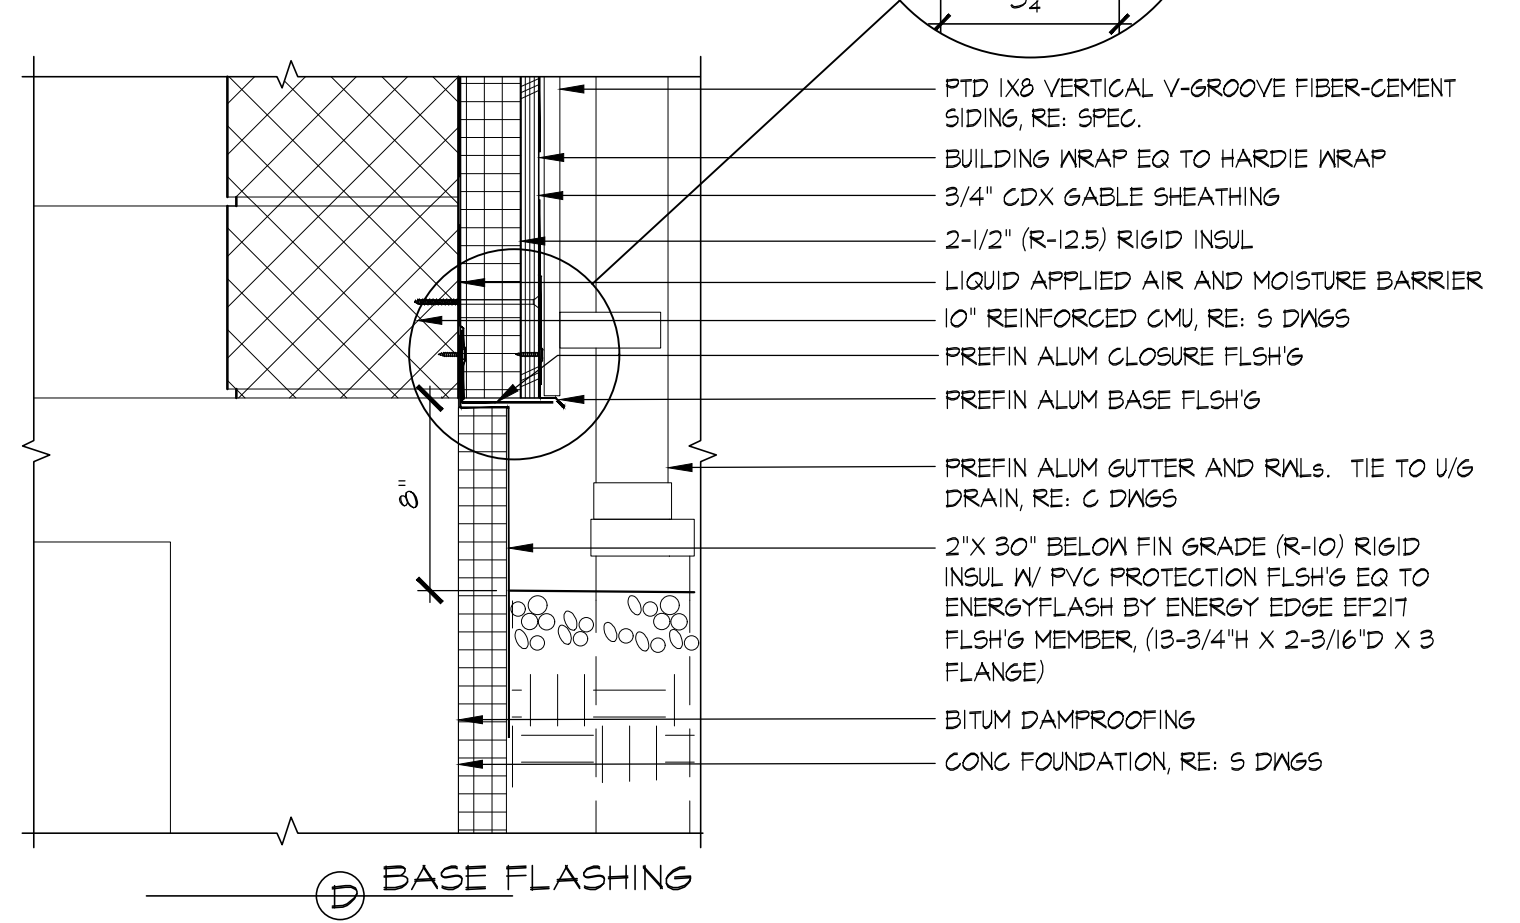 3 4
PTD 1X8 VERTICAL V-GROOVE FIBER-CEMENT
SIDING, RE: SPEC.
BUILDING WRAP EQ TO HARDIE WRAP
3/4" CDX GABLE SHEATHING
2-1/2" (R-12.5) RIGID INSUL
LIQUID APPLIED AIR AND MOISTURE BARRIER
10" REINFORCED CMU, RE: S DWGS
PREFIN ALUM CLOSURE FLSH'G
PREFIN ALUM BASE FLSH'G
PREFIN ALUM GUTTER AND RWLs. TIE TO U/G
DRAIN, RE: C DWGS
8"
2"X 30" BELOW FIN GRADE (R-10) RIGID
INSUL W/ PVC PROTECTION FLSH'G EQ TO
ENERGYFLASH BY ENERGY EDGE EF217
FLSH'G MEMBER, (13-3/4"H X 2-3/16"D X 3
FLANGE)
BITUM DAMPROOFING
CONC FOUNDATION, RE: S DWGS
D BASE FLASHING